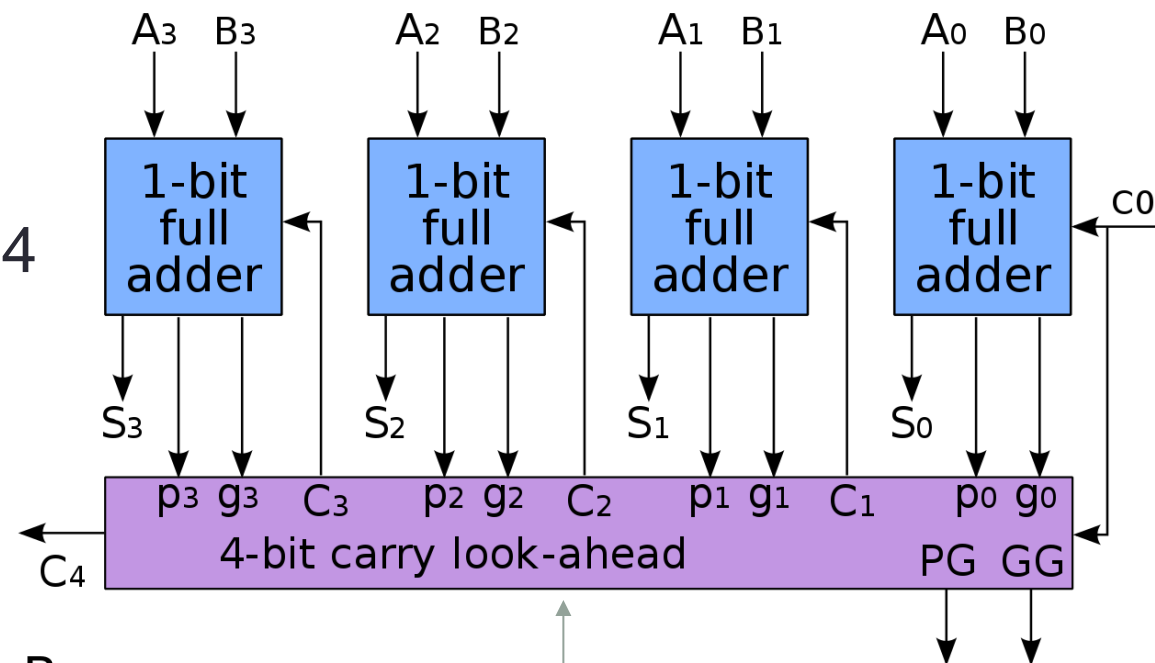 A3 B3 A2 B2 A1 B1 A0 B0
1-bit full adder
1-bit full adder
1-bit full adder
1-bit full adder
c0
4
S3 S2 S1 S0
p3 g3 C3 p2 g2 C2 p1 g1 C1 p0 g0
4-bit carry look-ahead
PG GG
C4